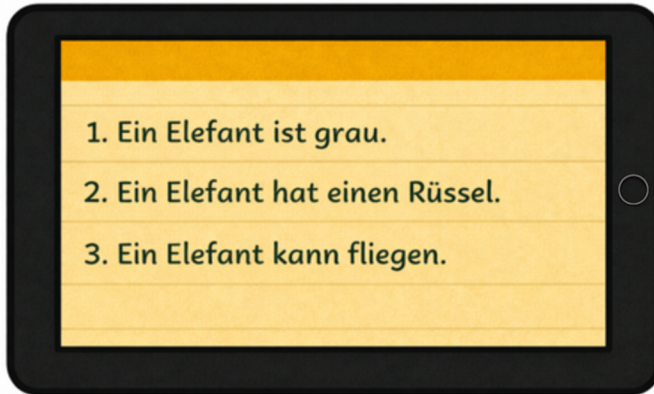 1. Ein Elefant ist grau.
2. Ein Elefant hat einen Rüssel.
3. Ein Elefant kann fliegen.